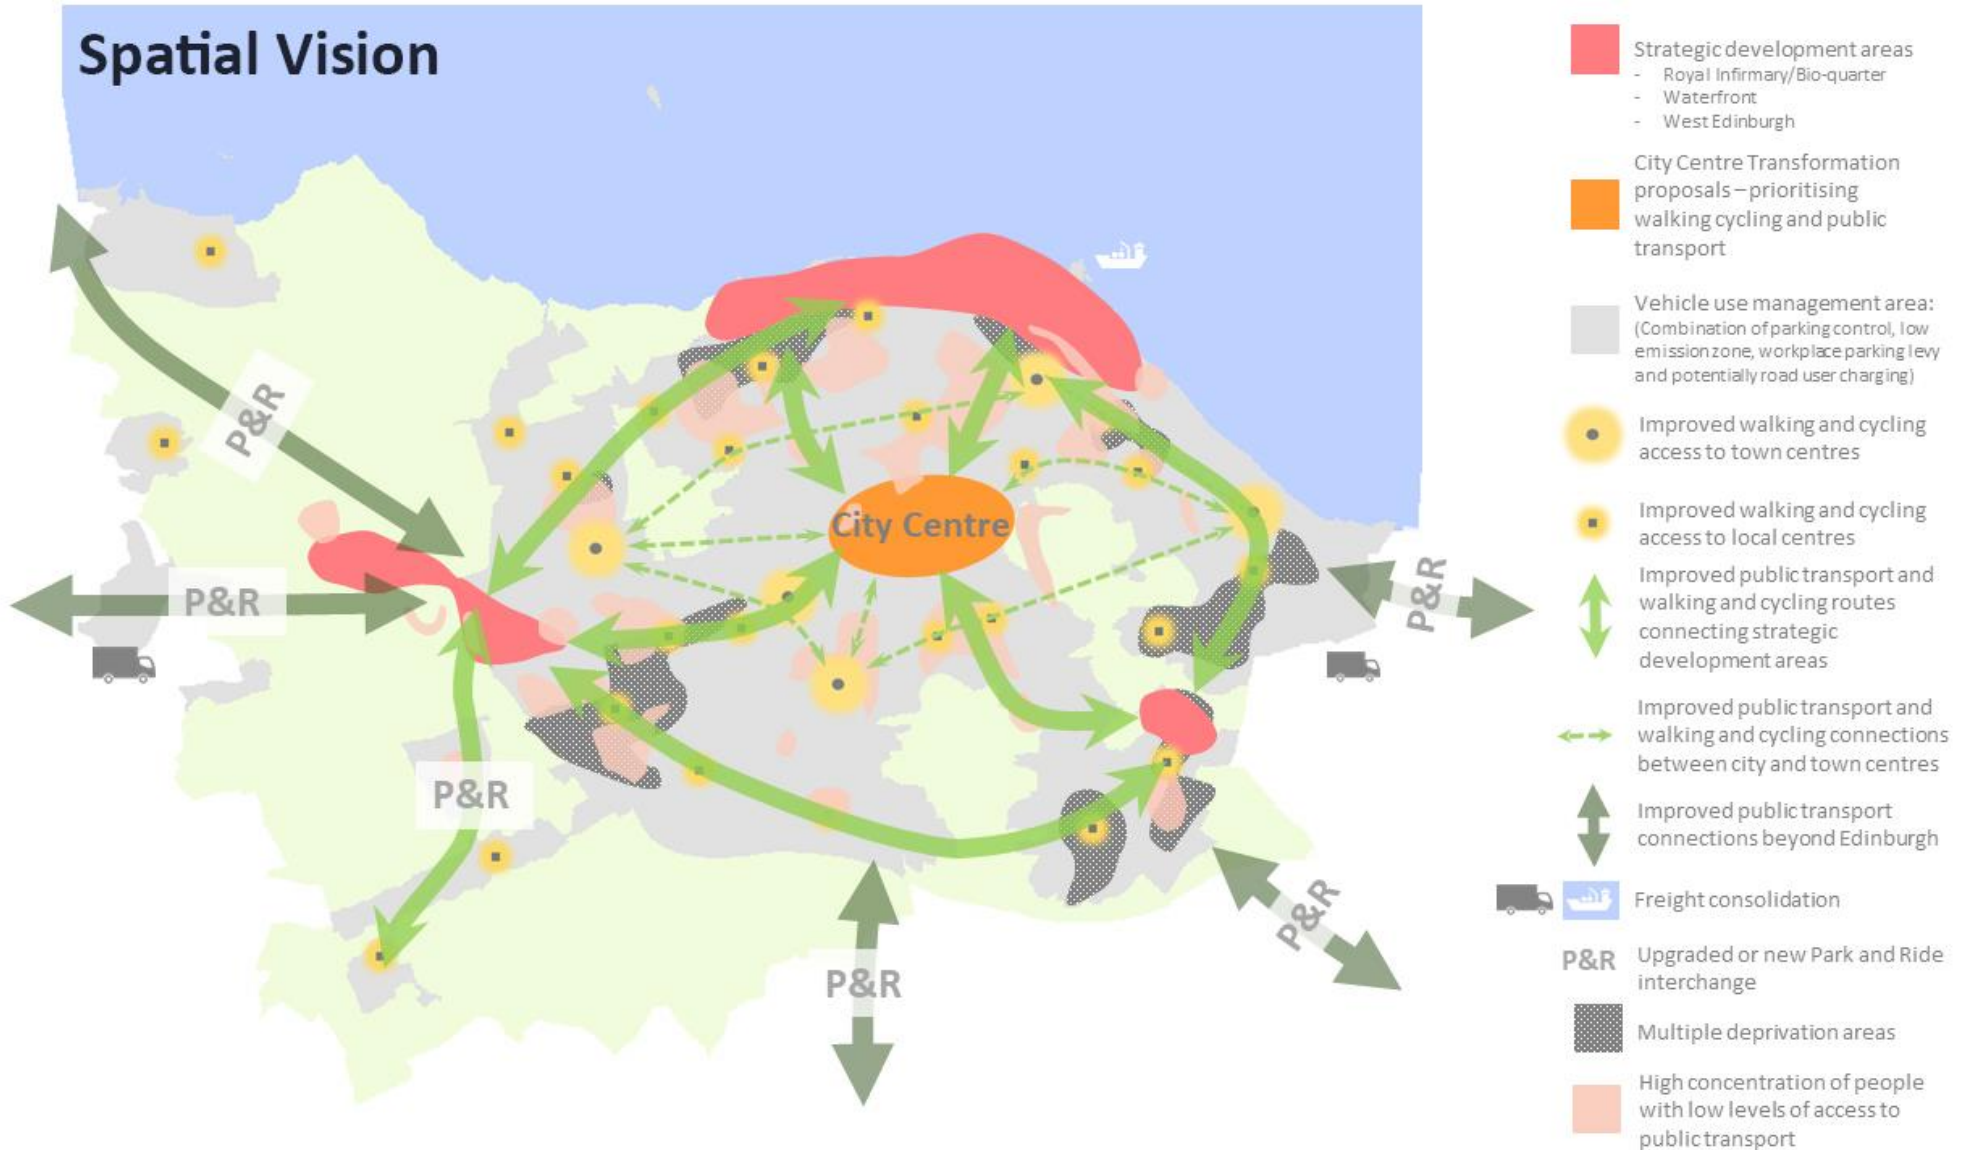 Spatial Vision
P&R
P&R
City Centre
P&R
P&R
P&R
P&R
Strategic development areas
- Royal Infirmary/Bio-quarter
- Waterfront
- West Edinburgh
City Centre Transformation
proposals – prioritising
walking cycling and public
transport
Vehicle use management area:
(Combination of parking control, low
emission zone, workplace parking levy
and potentially road user charging)
Improved walking and cycling
access to town centres
Improved walking and cycling
access to local centres
Improved public transport and
walking and cycling routes
connecting strategic
development areas
Improved public transport and
walking and cycling connections
between city and town centres
Improved public transport
connections beyond Edinburgh
Freight consolidation
P&R Upgraded or new Park and Ride
interchange
Multiple deprivation areas
High concentration of people
with low levels of access to
public transport